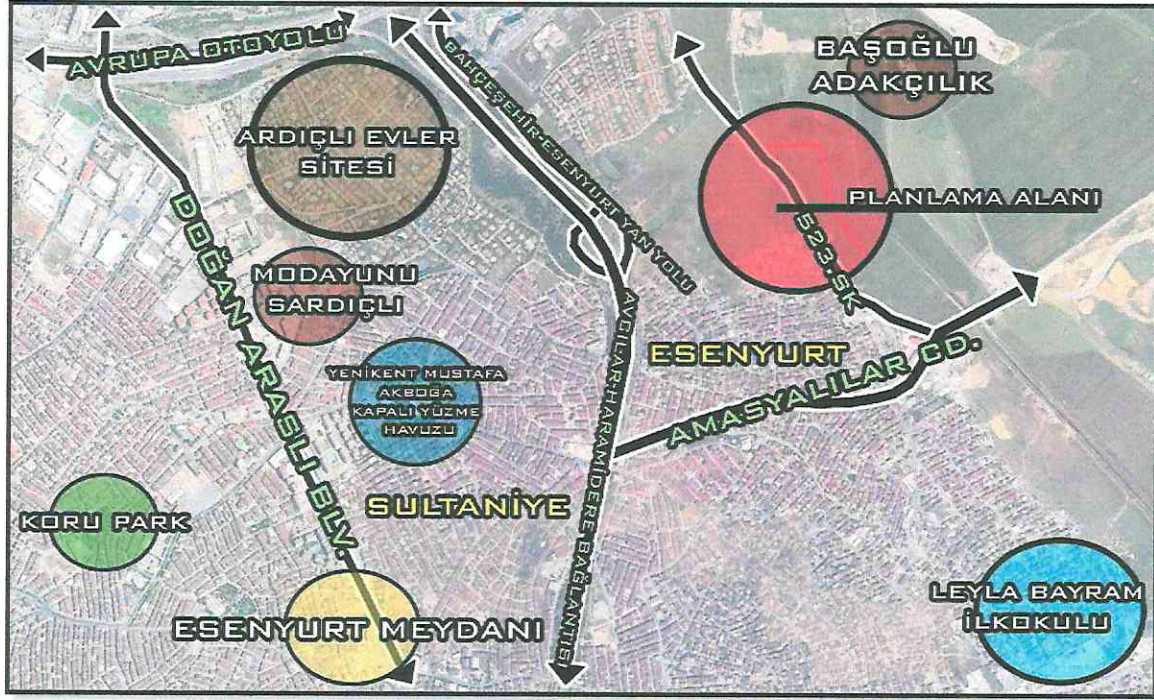 AVRUPA OTOYOLU
BAHÇEŞEHİR-ESENYURT YAN YOLU
BAŞOĞLU
ADAKÇILIK
ARDIÇLI EVLER
SİTESİ
PLANLAMA ALANI
523.SK
DOĞAN ARASLI BLV.
MODAYUNU
SARDIÇLI
AVCILAR-HARAMİDERE BAĞLANTISI
ESENYURT
AMASYALILAR CD.
YENİKENT MUSTAFA
AKBOĞA
KAPALI YÜZME
HAVUZU
SULTANİYE
KORU PARK
LEYLA BAYRAM
İLKOKULU
ESENYURT MEYDANI